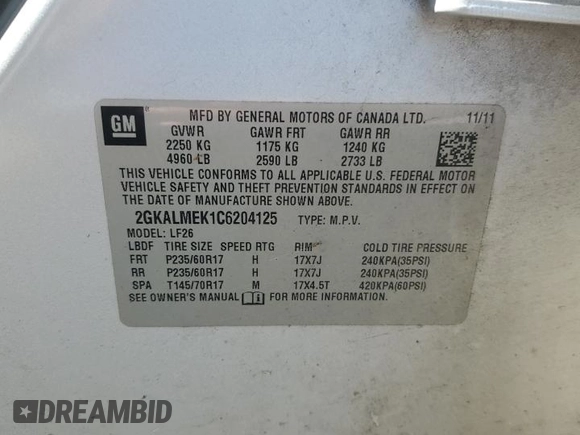 GM
MFD BY GENERAL MOTORS OF CANADA LTD. 11/11
GVWR GAWR FRT GAWR RR
2250 KG 1175 KG 1240 KG
4960 LB 2590 LB 2733 LB
THIS VEHICLE CONFORMS TO ALL APPLICABLE U.S. FEDERAL MOTOR
VEHICLE SAFETY AND THEFT PREVENTION STANDARDS IN EFFECT ON
THE DATE OF MANUFACTURE SHOWN ABOVE.
2GKALMEK1C6204125 TYPE: M.P.V.
MODEL: LF26
LBDF TIRE SIZE SPEED RTG RIM COLD TIRE PRESSURE
FRT P235/60R17 H 17X7J 240KPA(35PSI)
RR P235/60R17 H 17X7J 240KPA(35PSI)
SPA T145/70R17 M 17X4.5T 420KPA(60PSI)
SEE OWNER'S MANUAL FOR MORE INFORMATION.
DREAMBID